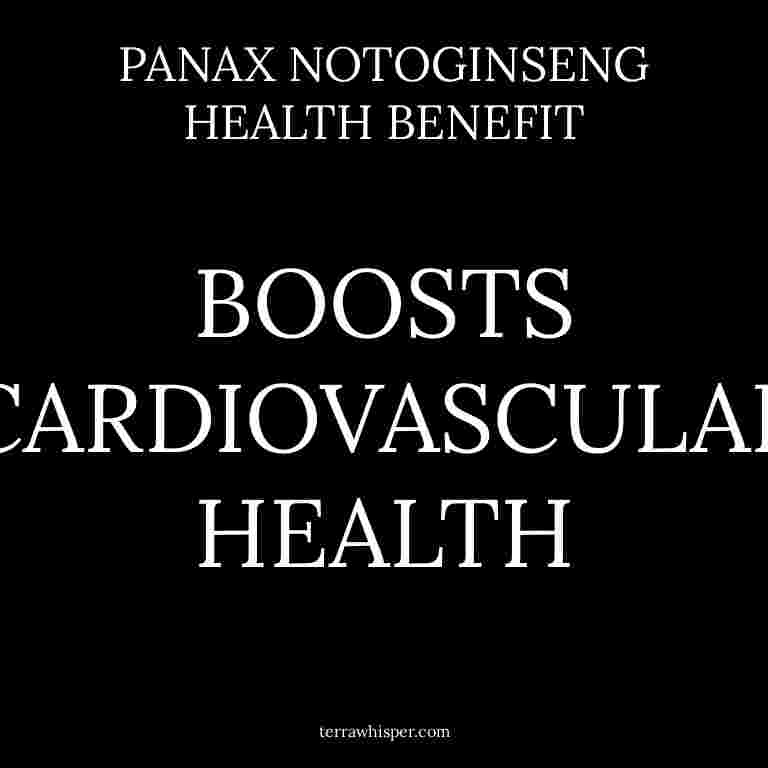 PANAX NOTOGINSENG
HEALTH BENEFIT
BOOSTS
CARDIOVASCULAR
HEALTH
terrawhisper.com